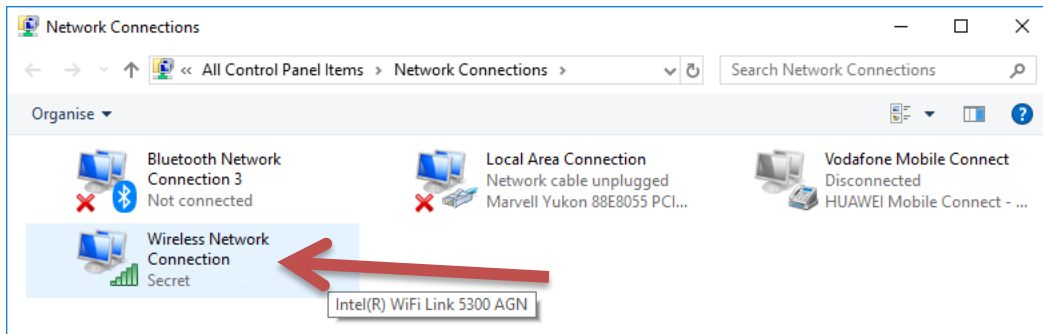 Network Connections
« All Control Panel Items › Network Connections ›
Search Network Connections
Organise
Bluetooth Network
Connection 3
Not connected
Local Area Connection
Network cable unplugged
Marvell Yukon 88E8055 PCI...
Vodafone Mobile Connect
Disconnected
HUAWEI Mobile Connect - ...
Wireless Network
Connection
Secret
Intel(R) WiFi Link 5300 AGN